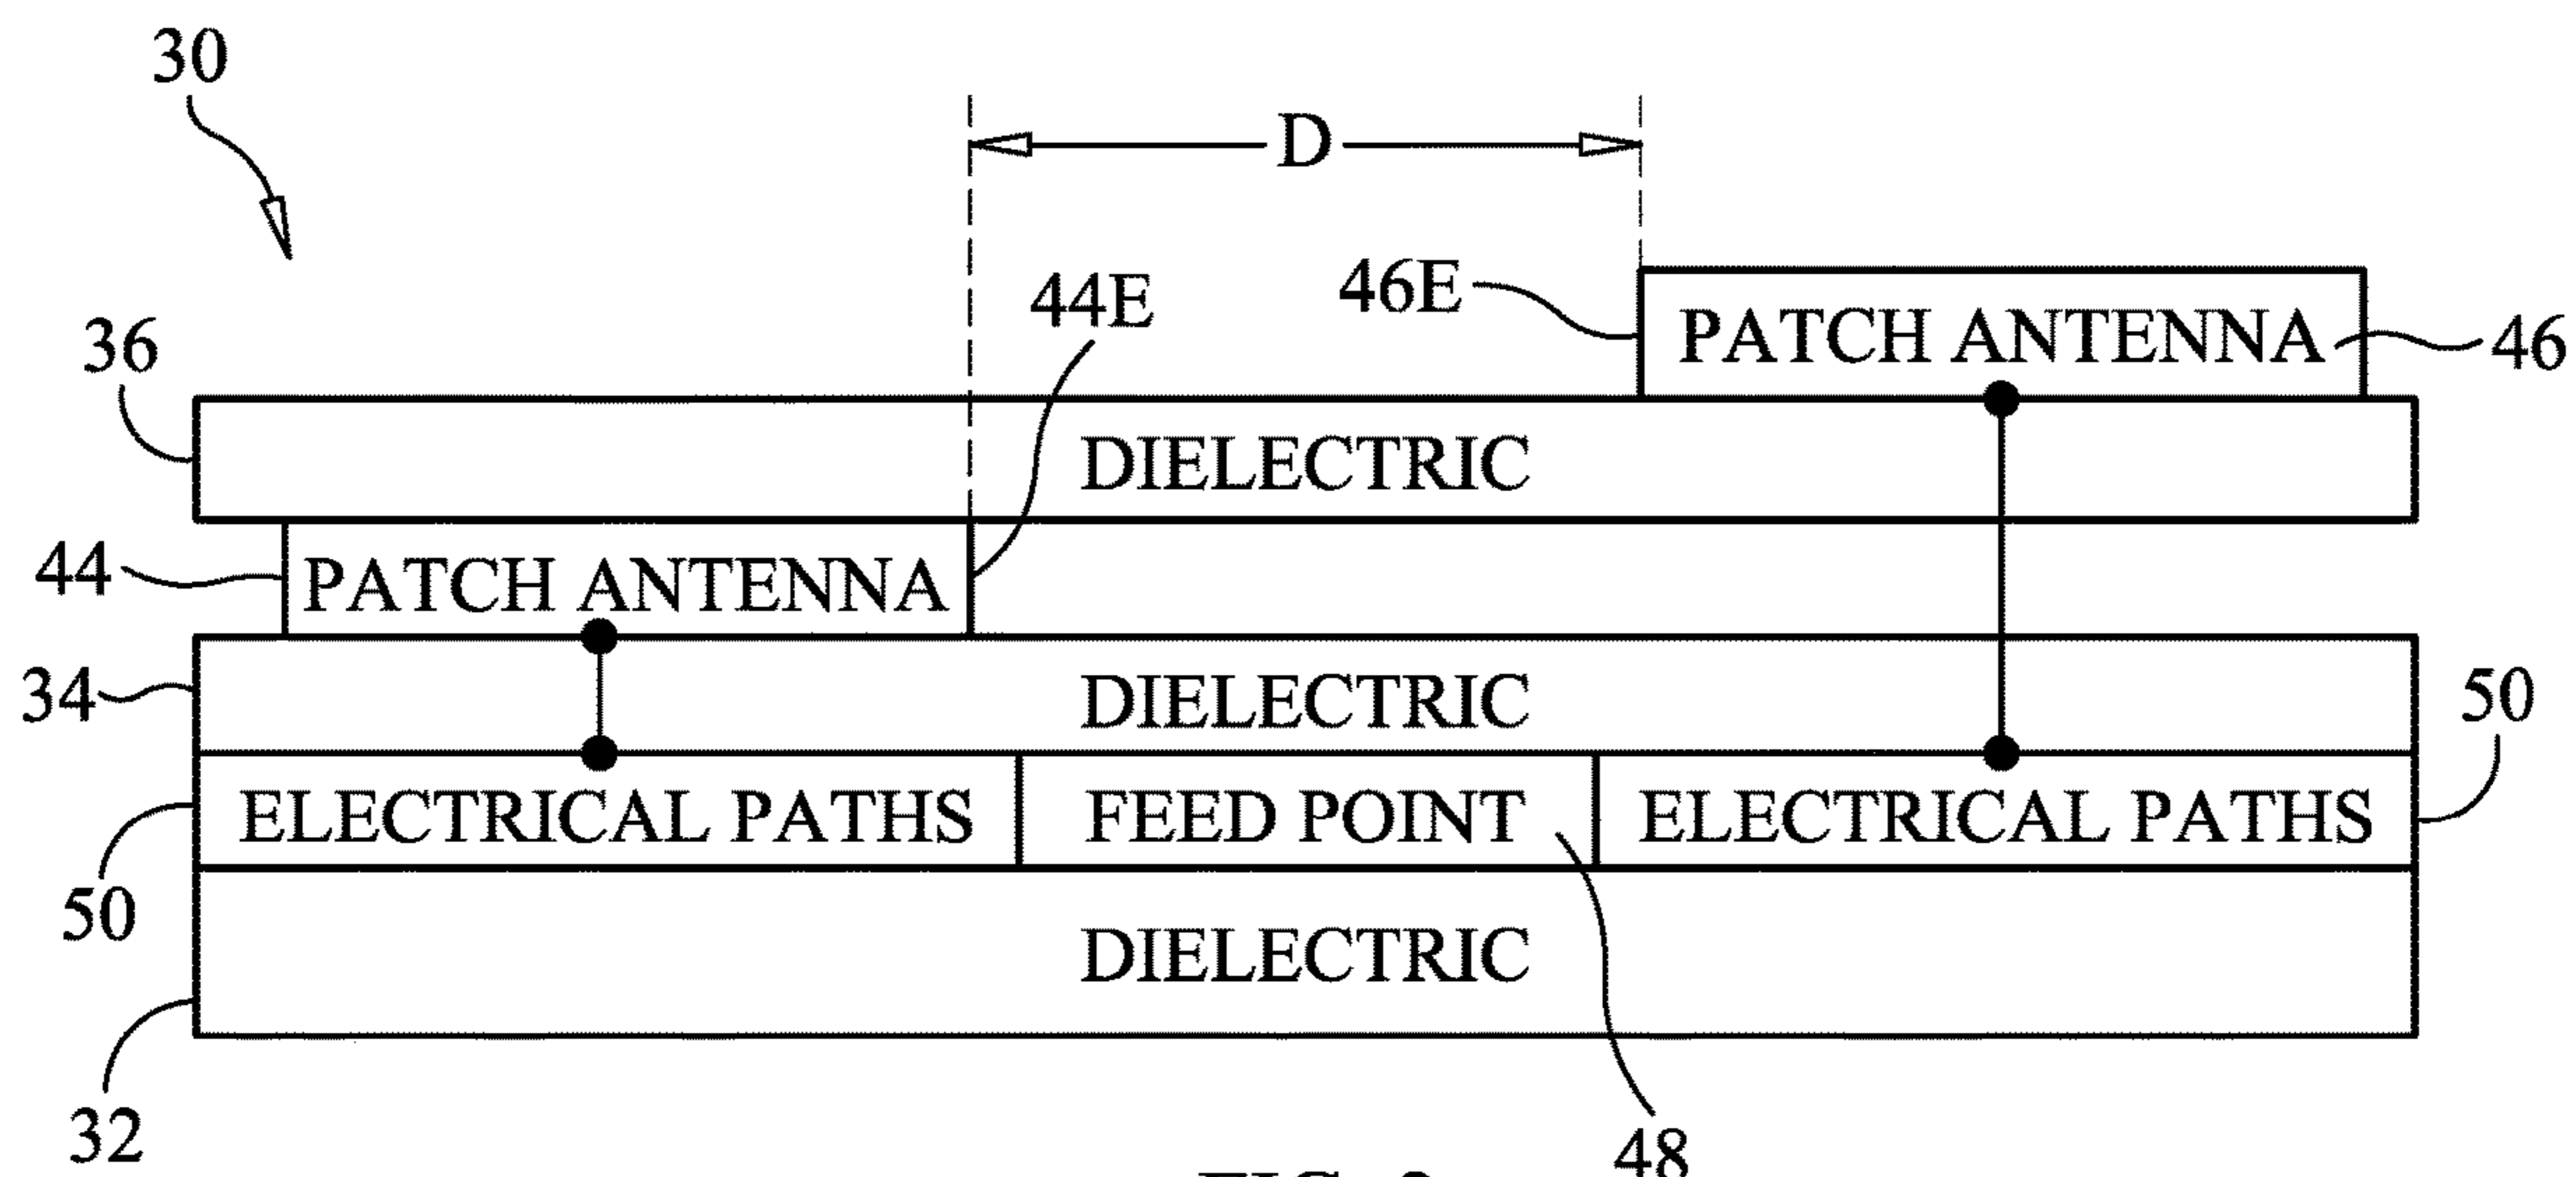 30
D
44E
46E
PATCH ANTENNA
46
36
DIELECTRIC
44
PATCH ANTENNA
34
DIELECTRIC
50
ELECTRICAL PATHS
FEED POINT
ELECTRICAL PATHS
50
DIELECTRIC
32
48